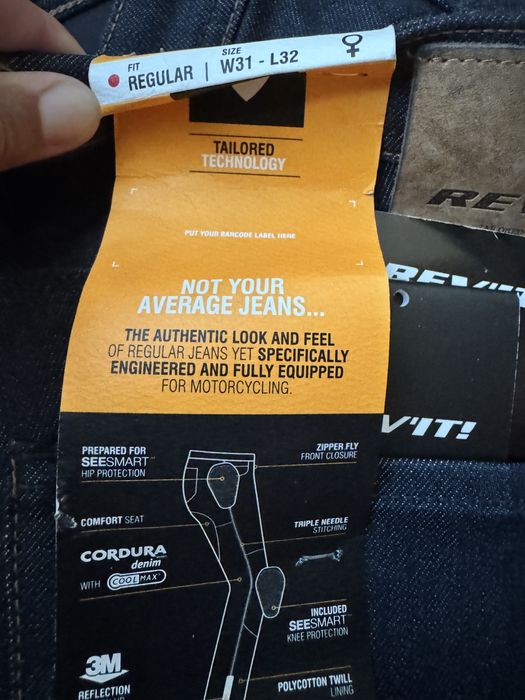 FIT SIZE
REGULAR | W31 - L32
TAILORED
TECHNOLOGY
PUT YOUR BARCODE LABEL HERE
NOT YOUR
AVERAGE JEANS...
THE AUTHENTIC LOOK AND FEEL
OF REGULAR JEANS YET SPECIFICALLY
ENGINEERED AND FULLY EQUIPPED
FOR MOTORCYCLING.
PREPARED FOR
SEESMART™
HIP PROTECTION
ZIPPER FLY
FRONT CLOSURE
COMFORT SEAT
TRIPLE NEEDLE
STITCHING
CORDURA
denim
WITH COOLMAX
INCLUDED
SEESMART™
KNEE PROTECTION
3M
REFLECTION
POLYCOTTON TWILL
LINING
REV
TAILORED
REV'IT
V'IT!